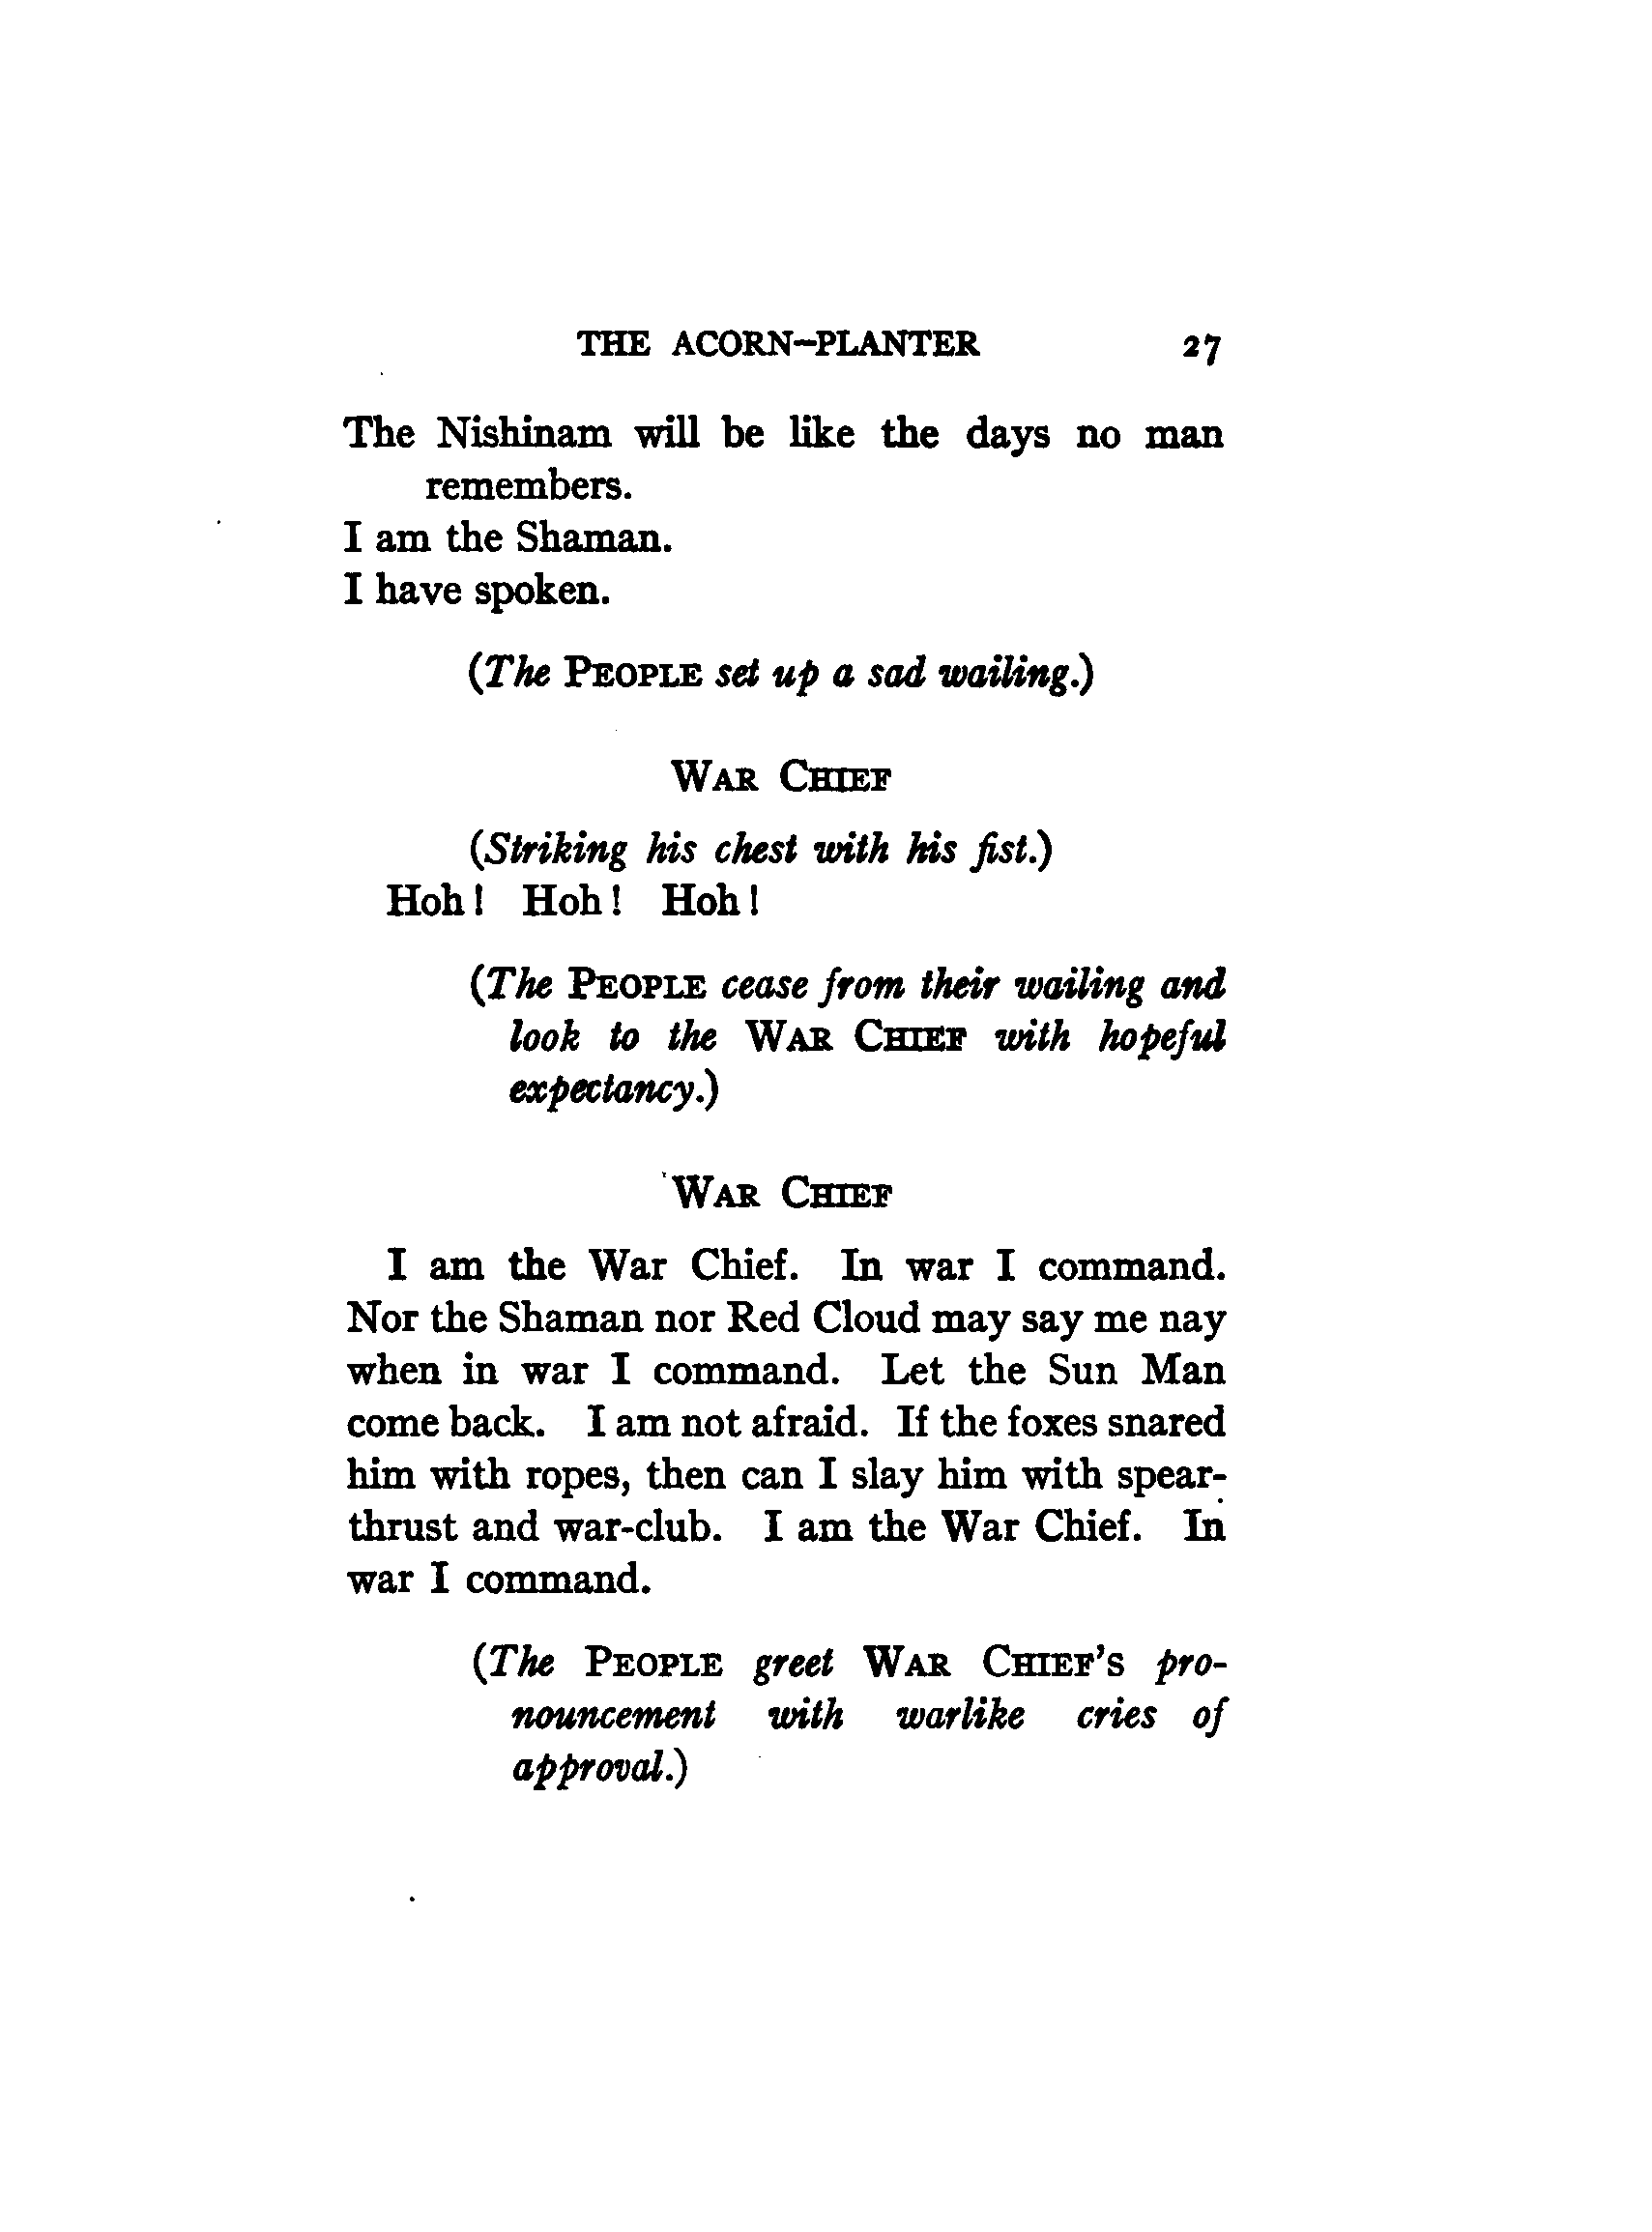 THE ACORN-PLANTER 27
The Nishinam will be like the days no man
remembers.
I am the Shaman.
I have spoken.
(The PEOPLE set up a sad wailing.)
WAR CHIEF
(Striking his chest with his fist.)
Hoh! Hoh! Hoh!
(The PEOPLE cease from their wailing and
look to the WAR CHIEF with hopeful
expectancy.)
WAR CHIEF
I am the War Chief. In war I command.
Nor the Shaman nor Red Cloud may say me nay
when in war I command. Let the Sun Man
come back. I am not afraid. If the foxes snared
him with ropes, then can I slay him with spear-
thrust and war-club. I am the War Chief. In
war I command.
(The PEOPLE greet WAR CHIEF'S pro-
nouncement with warlike cries of
approval.)